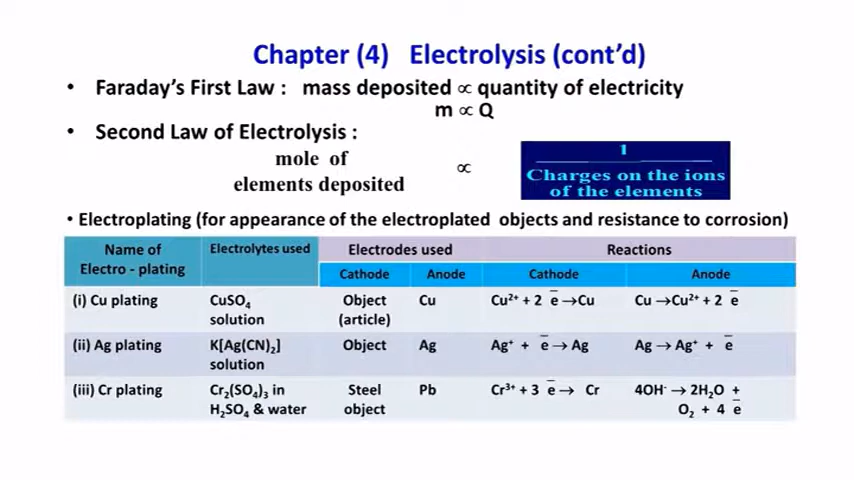 Chapter (4) Electrolysis (cont'd)
• Faraday's First Law : mass deposited ∝ quantity of electricity
m ∝ Q
• Second Law of Electrolysis :
mole of
elements deposited
∝
1
Charges on the ions
of the elements
• Electroplating (for appearance of the electroplated objects and resistance to corrosion)
Name of Electrolytes used Electrodes used Reactions
Electro - plating Cathode Anode Cathode Anode
(i) Cu plating CuSO₄ Object Cu Cu²⁺ + 2 e̅ →Cu Cu →Cu²⁺ + 2 e̅
solution (article)
(ii) Ag plating K[Ag(CN)₂] Object Ag Ag⁺ + e̅ → Ag Ag → Ag⁺ + e̅
solution
(iii) Cr plating Cr₂(SO₄)₃ in Steel Pb Cr³⁺ + 3 e̅ → Cr 4OH⁻ → 2H₂O +
H₂SO₄ & water object O₂ + 4 e̅